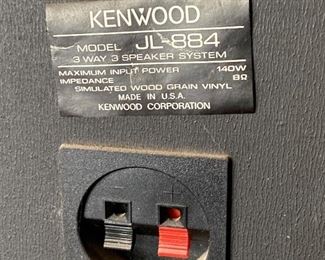 KENWOOD
MODEL JL-884
3 WAY 3 SPEAKER SYSTEM
MAXIMUM INPUT POWER 140W
IMPEDANCE 8Ω
SIMULATED WOOD GRAIN VINYL
MADE IN U.S.A.
KENWOOD CORPORATION
- +